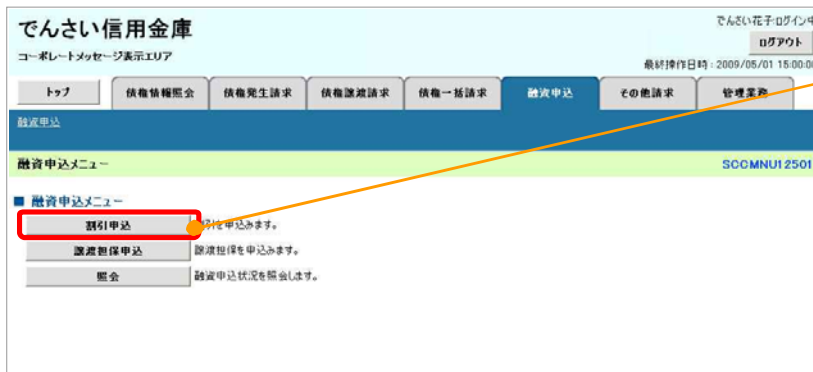 でんさい信用金庫
コーポレートメッセージ表示エリア
でんさい花子:ログイン中
ログアウト
最終操作日時:2009/05/01 15:00:00
トップ 債権情報照会 債権発生請求 債権譲渡請求 債権一括請求 融資申込 その他請求 管理業務
融資申込
融資申込メニュー SCCMNU12501
■ 融資申込メニュー
割引申込 割引を申込みます。
譲渡担保申込 譲渡担保を申込みます。
照会 融資申込状況を照会します。